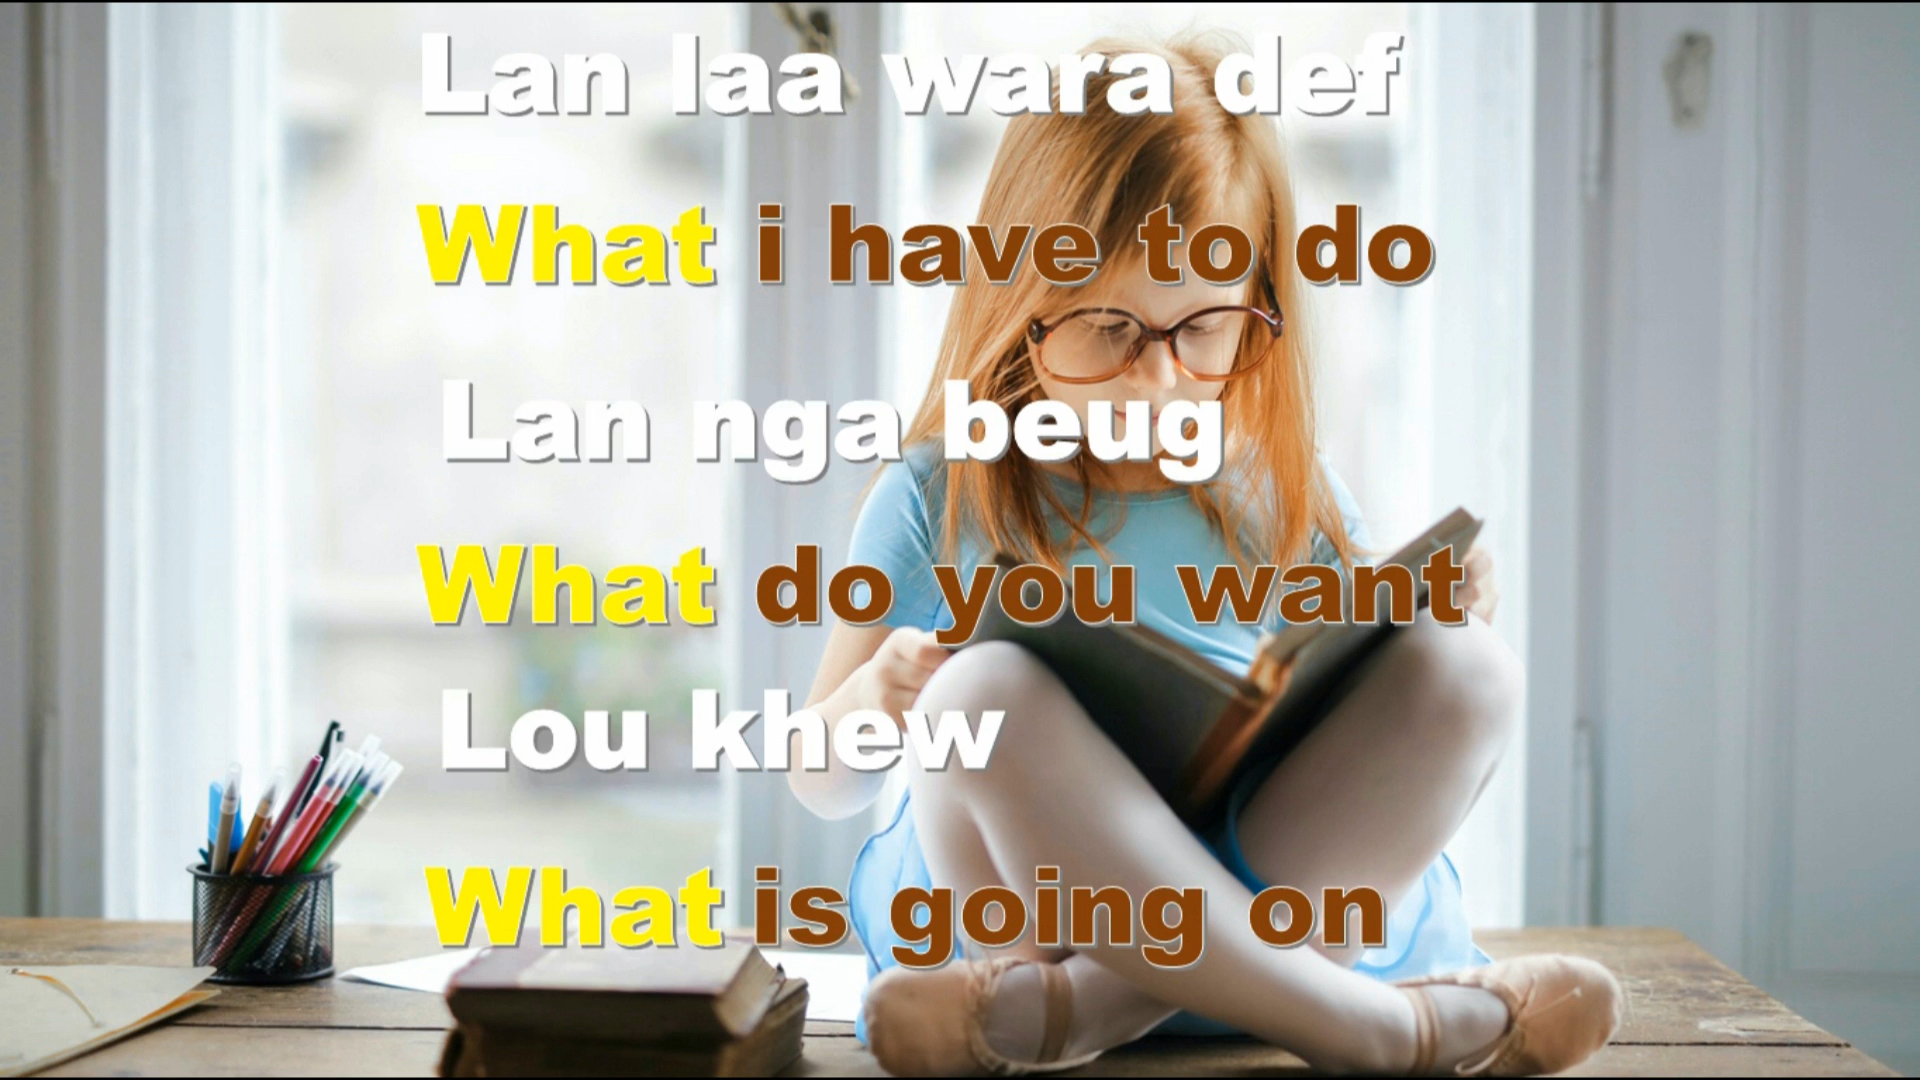 Lan laa wara def
What i have to do
Lan nga beug
What do you want
Lou khew
What is going on